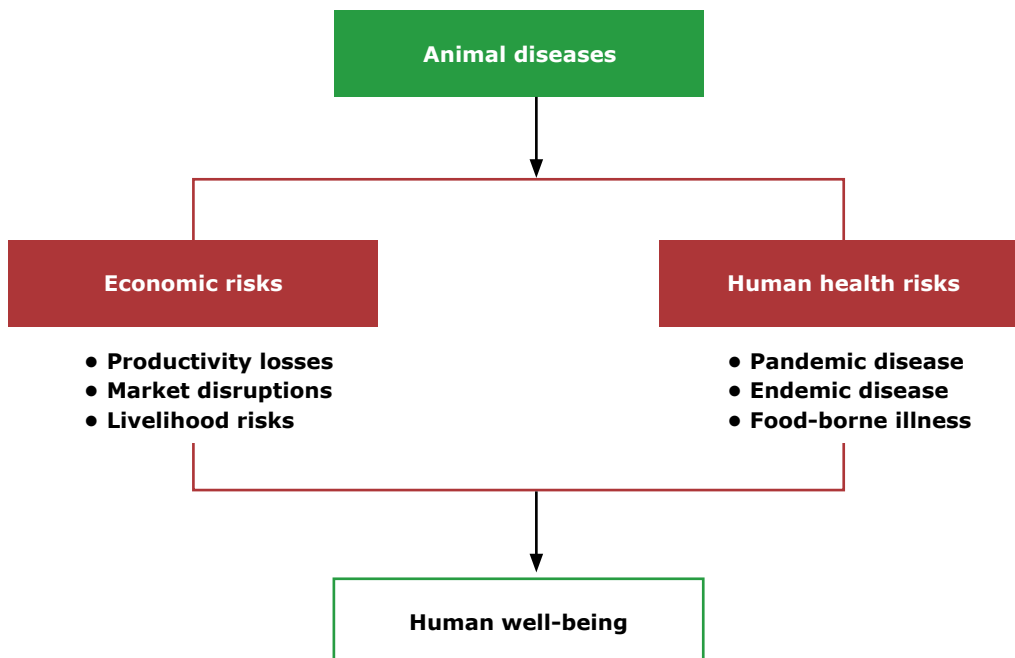 Animal diseases
Economic risks
● Productivity losses
● Market disruptions
● Livelihood risks
Human health risks
● Pandemic disease
● Endemic disease
● Food-borne illness
Human well-being